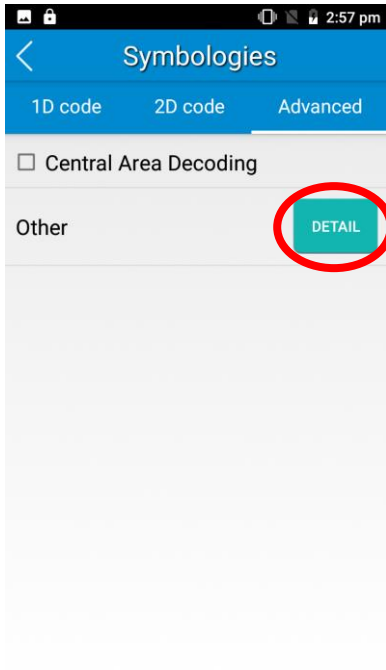 2:57 pm
Symbologies
1D code 2D code Advanced
Central Area Decoding
Other DETAIL